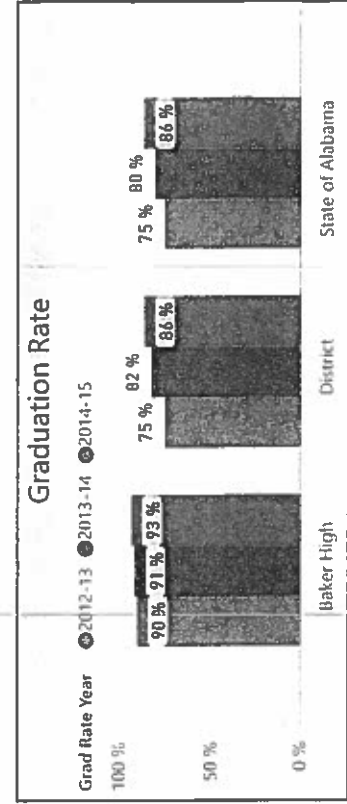 Graduation Rate
Grad Rate Year 2012-13 2013-14 2014-15
100 %
50 %
0 %
90 % 91 % 93 %
75 % 82 % 86 %
75 % 80 % 86 %
Baker High District State of Alabama